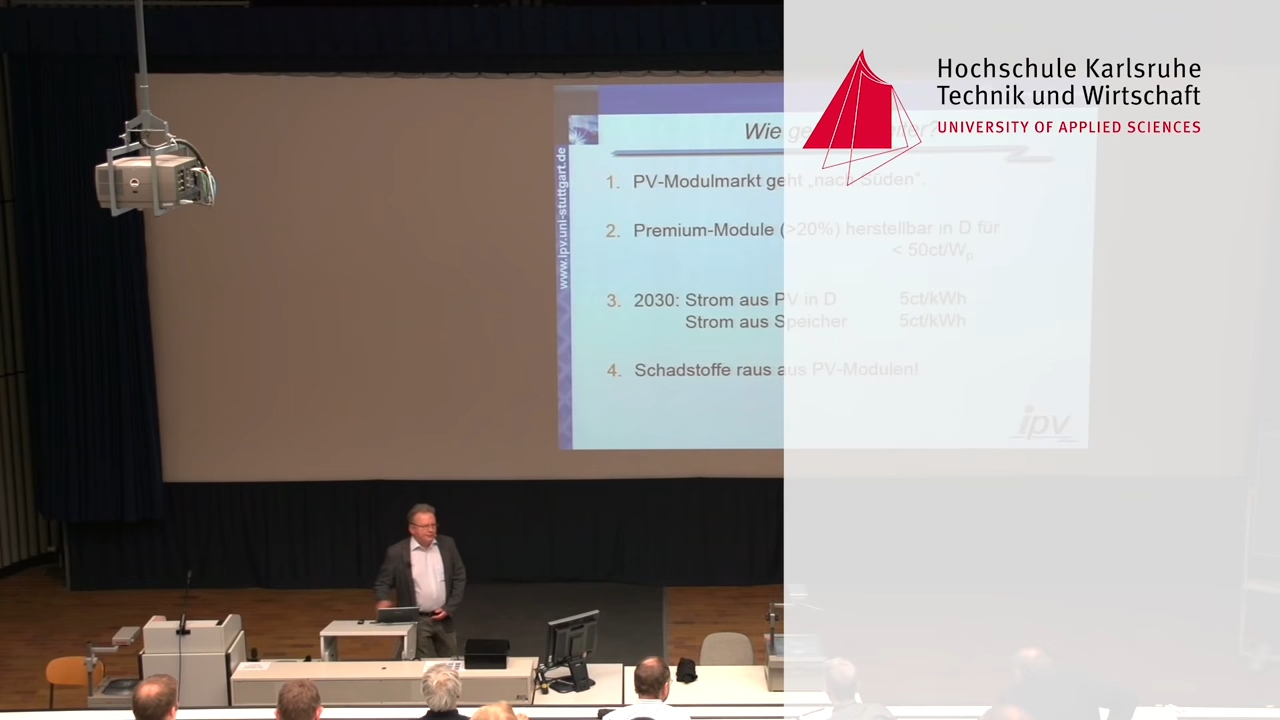 Hochschule Karlsruhe
Technik und Wirtschaft
UNIVERSITY OF APPLIED SCIENCES
www.ipv.uni-stuttgart.de
Wie
1. PV-Modulmarkt geht „nach Süden“.
2. Premium-Module (>20%) herstellbar in D für
< 50ct/Wp
3. 2030: Strom aus PV in D 5ct/kWh
Strom aus Speicher 5ct/kWh
4. Schadstoffe raus aus PV-Modulen!
ipv